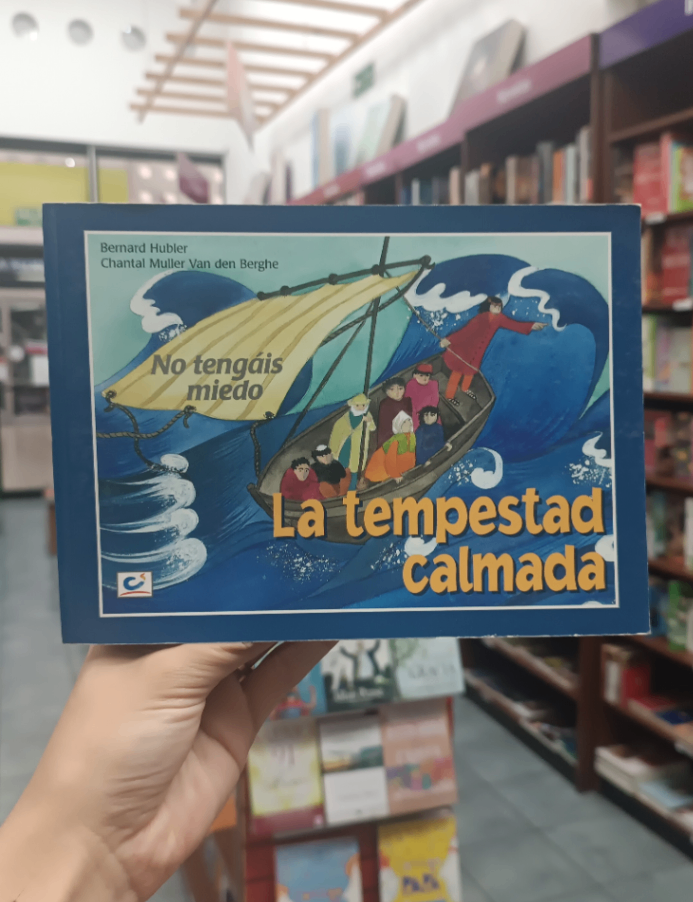 Bernard Hubler
Chantal Muller Van den Berghe
No tengáis
miedo
La tempestad
calmada